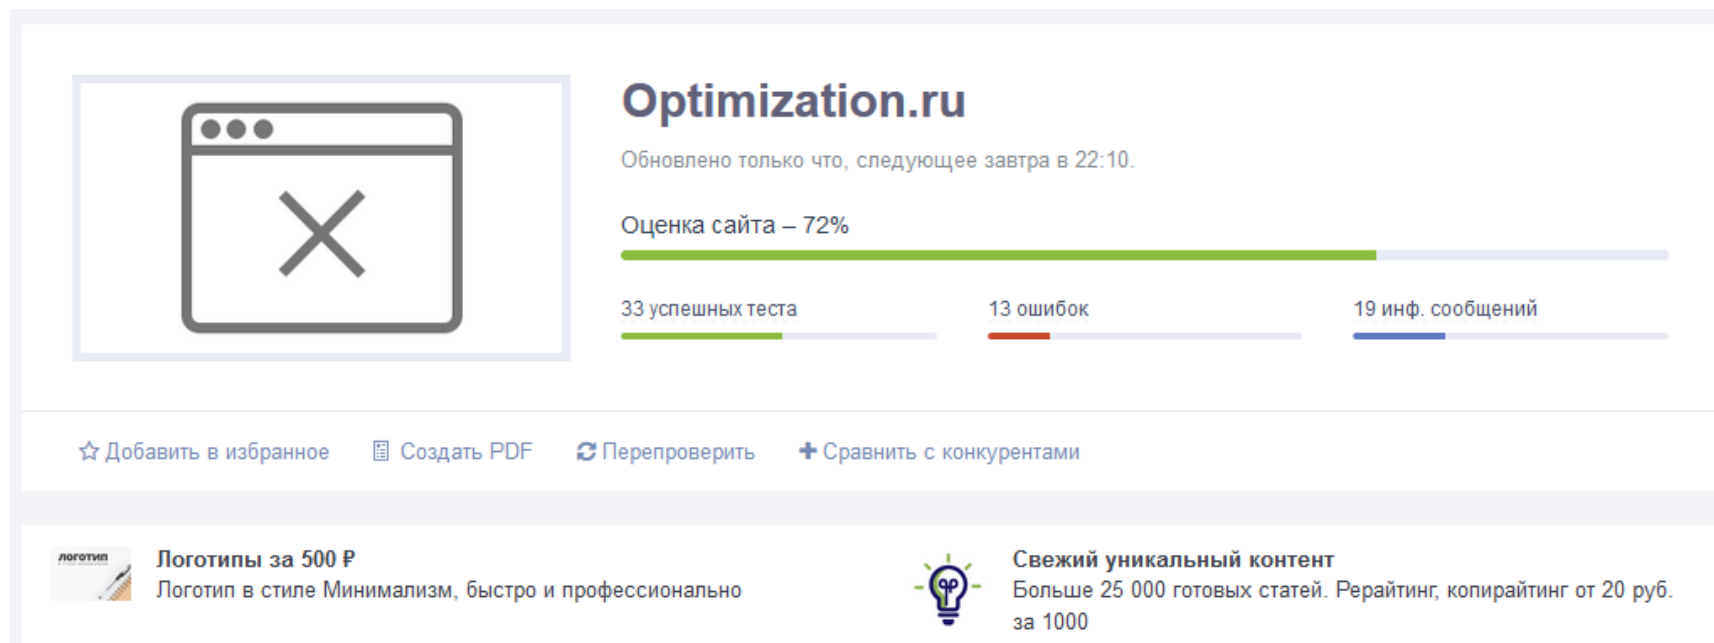 Optimization.ru
Обновлено только что, следующее завтра в 22:10.
Оценка сайта – 72%
33 успешных теста
13 ошибок
19 инф. сообщений
Добавить в избранное
Создать PDF
Перепроверить
Сравнить с конкурентами
логотип
Логотипы за 500 ₽
Логотип в стиле Минимализм, быстро и профессионально
Свежий уникальный контент
Больше 25 000 готовых статей. Рерайтинг, копирайтинг от 20 руб.
за 1000